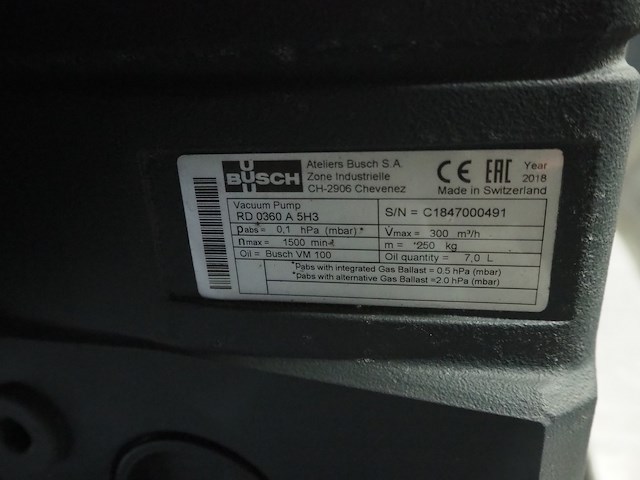 BUSCH
Ateliers Busch S.A.
Zone Industrielle
CH-2906 Chevenez
CE EAC Year
2018
Made in Switzerland
Vacuum Pump
RD 0360 A 5H3
S/N = C1847000491
pabs = 0,1 hPa (mbar)*
V̇max = 300 m³/h
nmax = 1500 min-1
m = *250 kg
Oil = Busch VM 100
Oil quantity = 7,0 L
*Pabs with integrated Gas Ballast = 0.5 hPa (mbar)
*Pabs with alternative Gas Ballast =2.0 hPa (mbar)